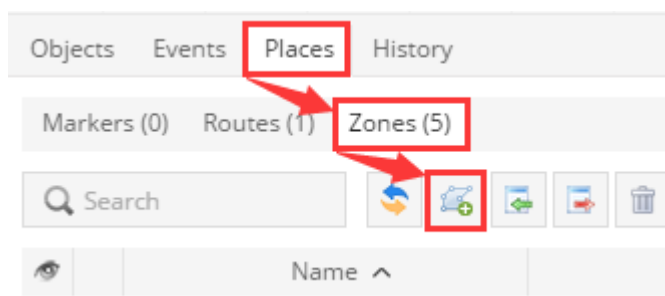 Objects Events Places History
Markers (0) Routes (1) Zones (5)
Search
Name